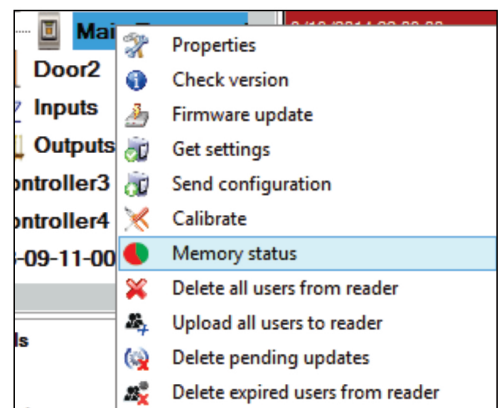 Mai
Properties
Door2
Check version
Inputs
Firmware update
Outputs
Get settings
ontroller3
Send configuration
ontroller4
Calibrate
-09-11-00
Memory status
Delete all users from reader
ls
Upload all users to reader
Delete pending updates
Delete expired users from reader